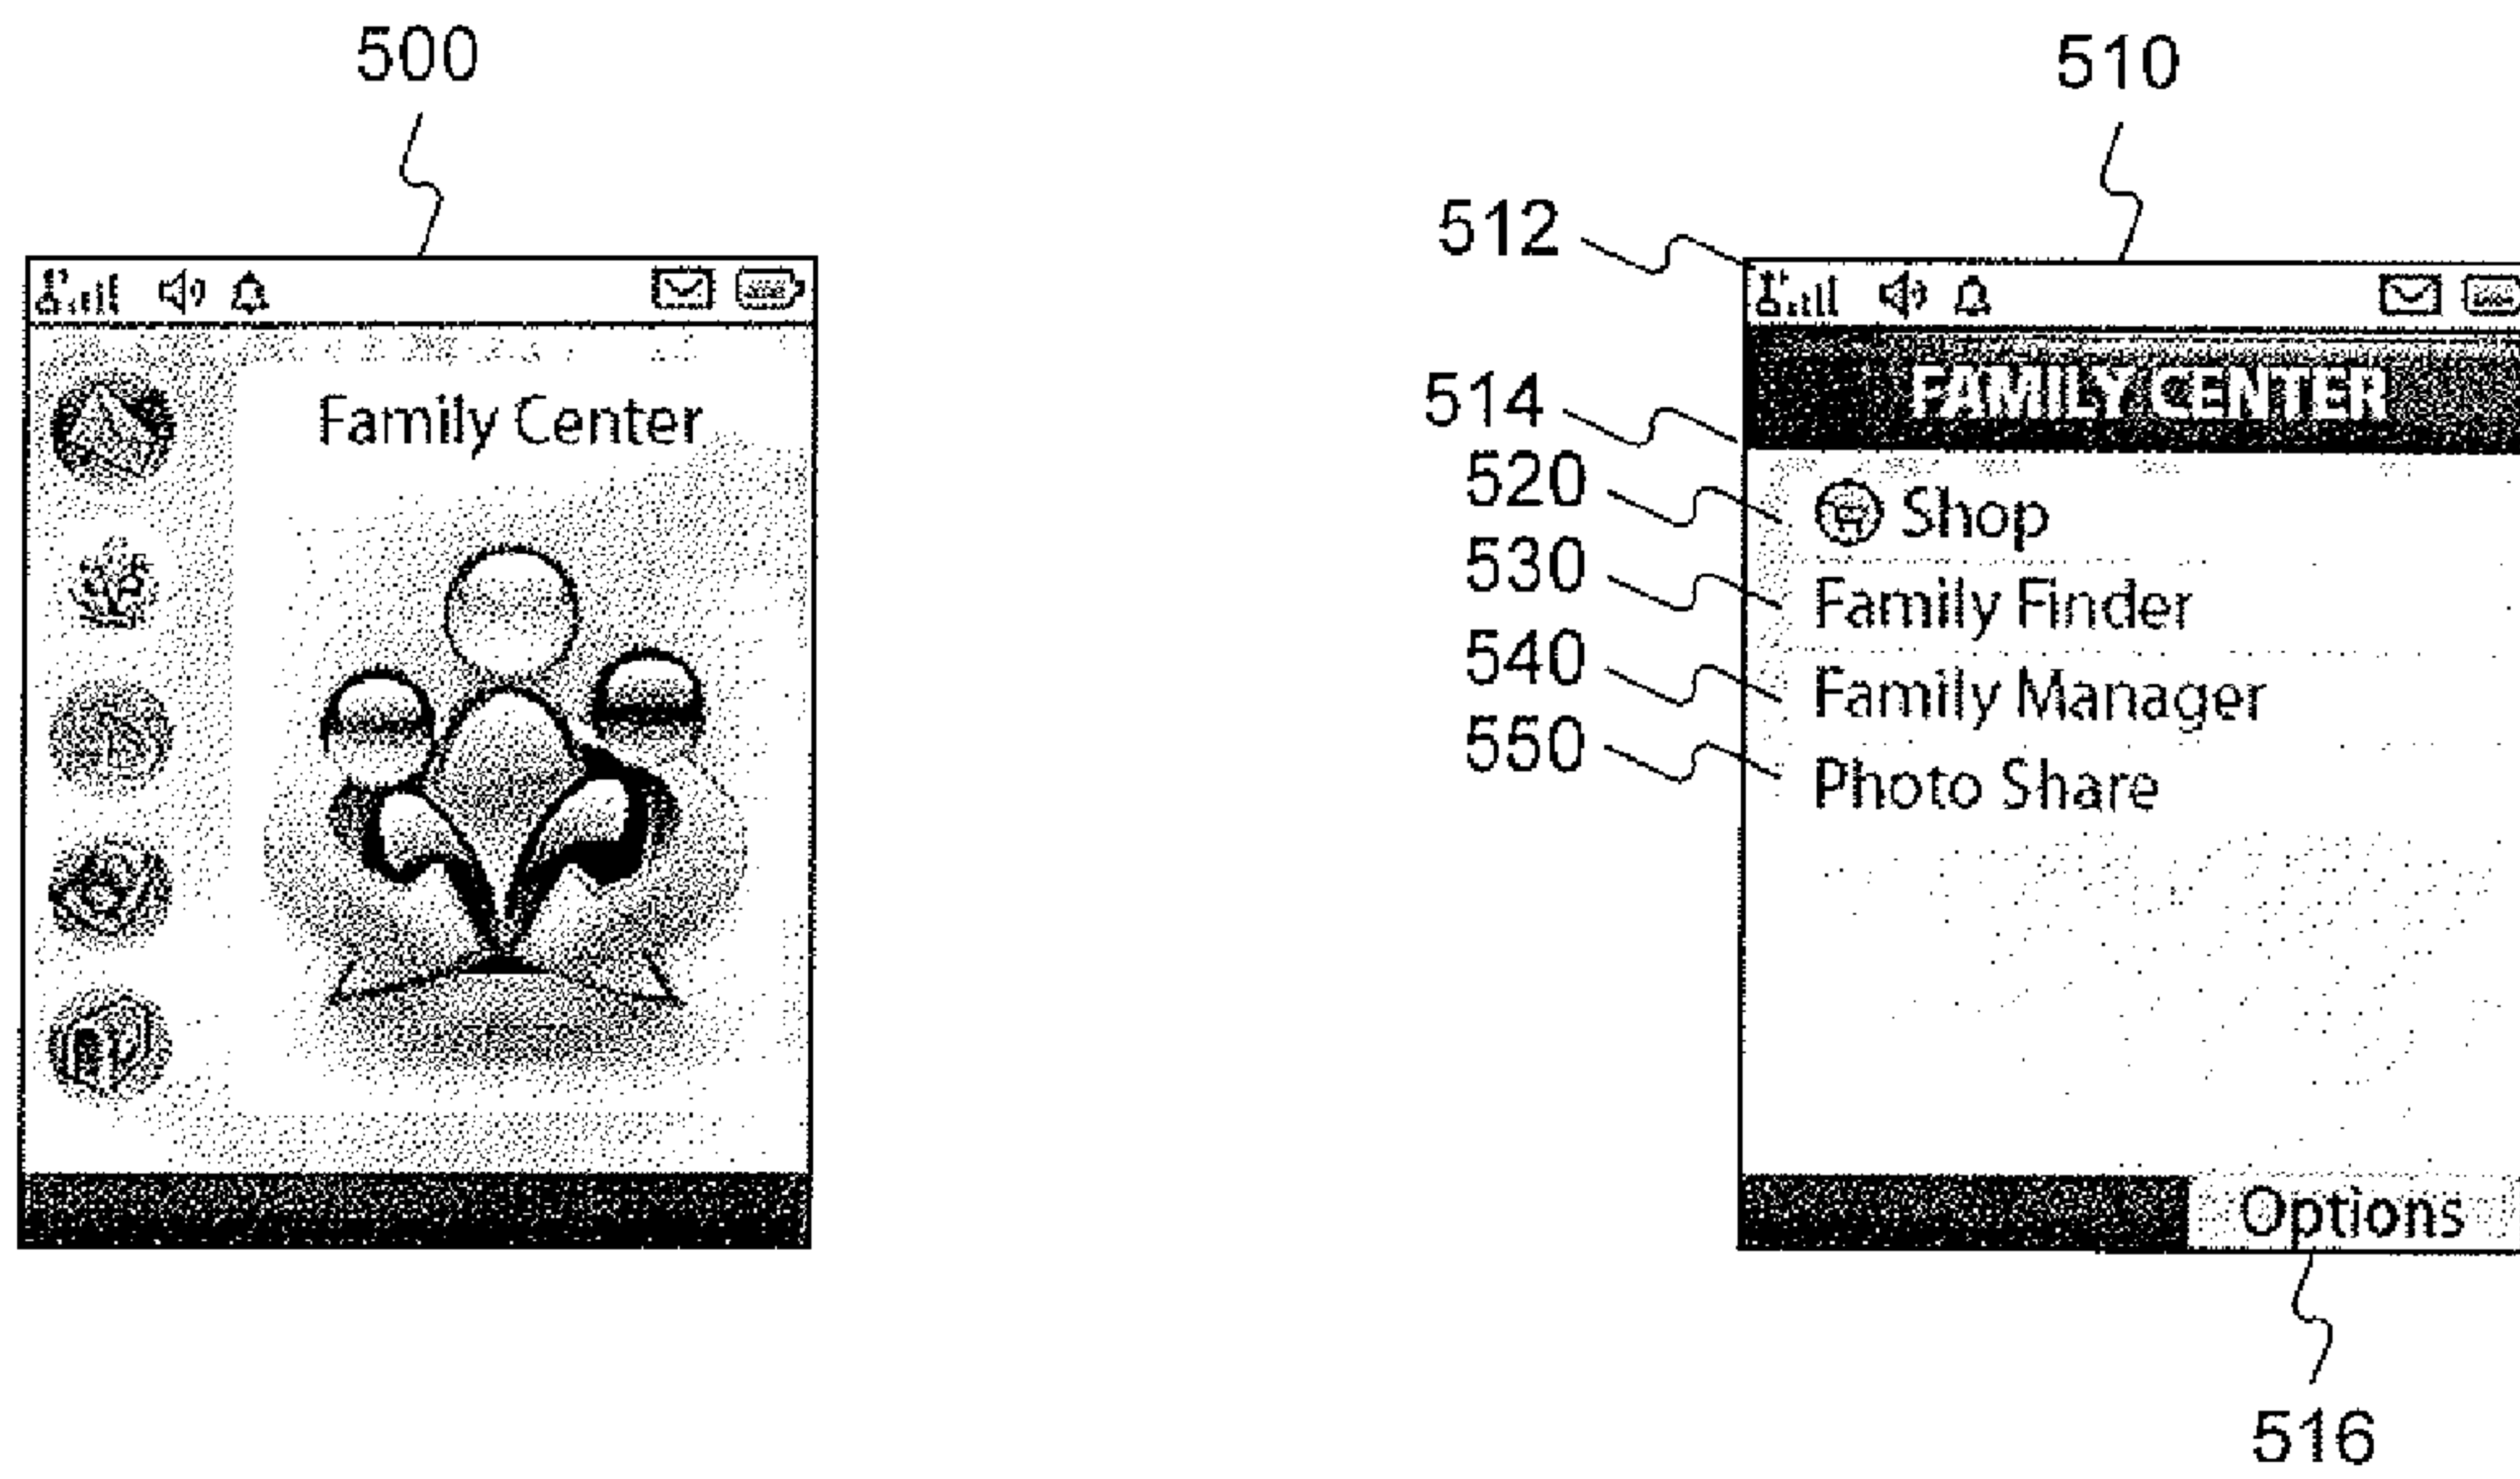 500
Family Center
510
512
FAMILY CENTER
514
520
Shop
530
Family Finder
540
Family Manager
550
Photo Share
Options
516